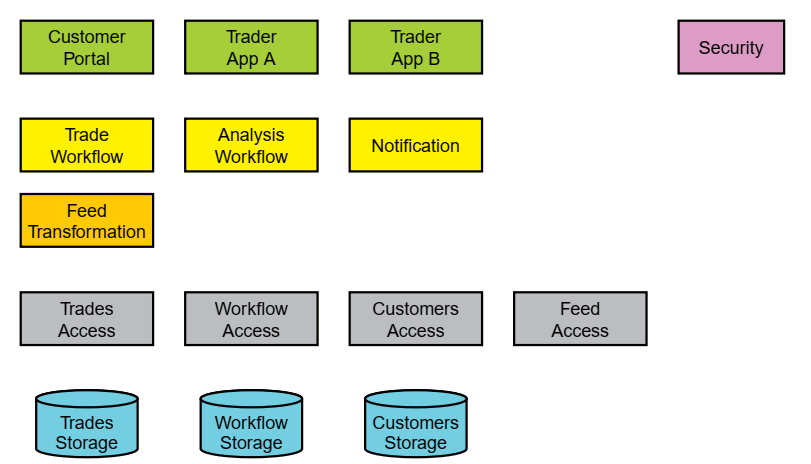 Customer
Portal
Trader
App A
Trader
App B
Security
Trade
Workflow
Analysis
Workflow
Notification
Feed
Transformation
Trades
Access
Workflow
Access
Customers
Access
Feed
Access
Trades
Storage
Workflow
Storage
Customers
Storage